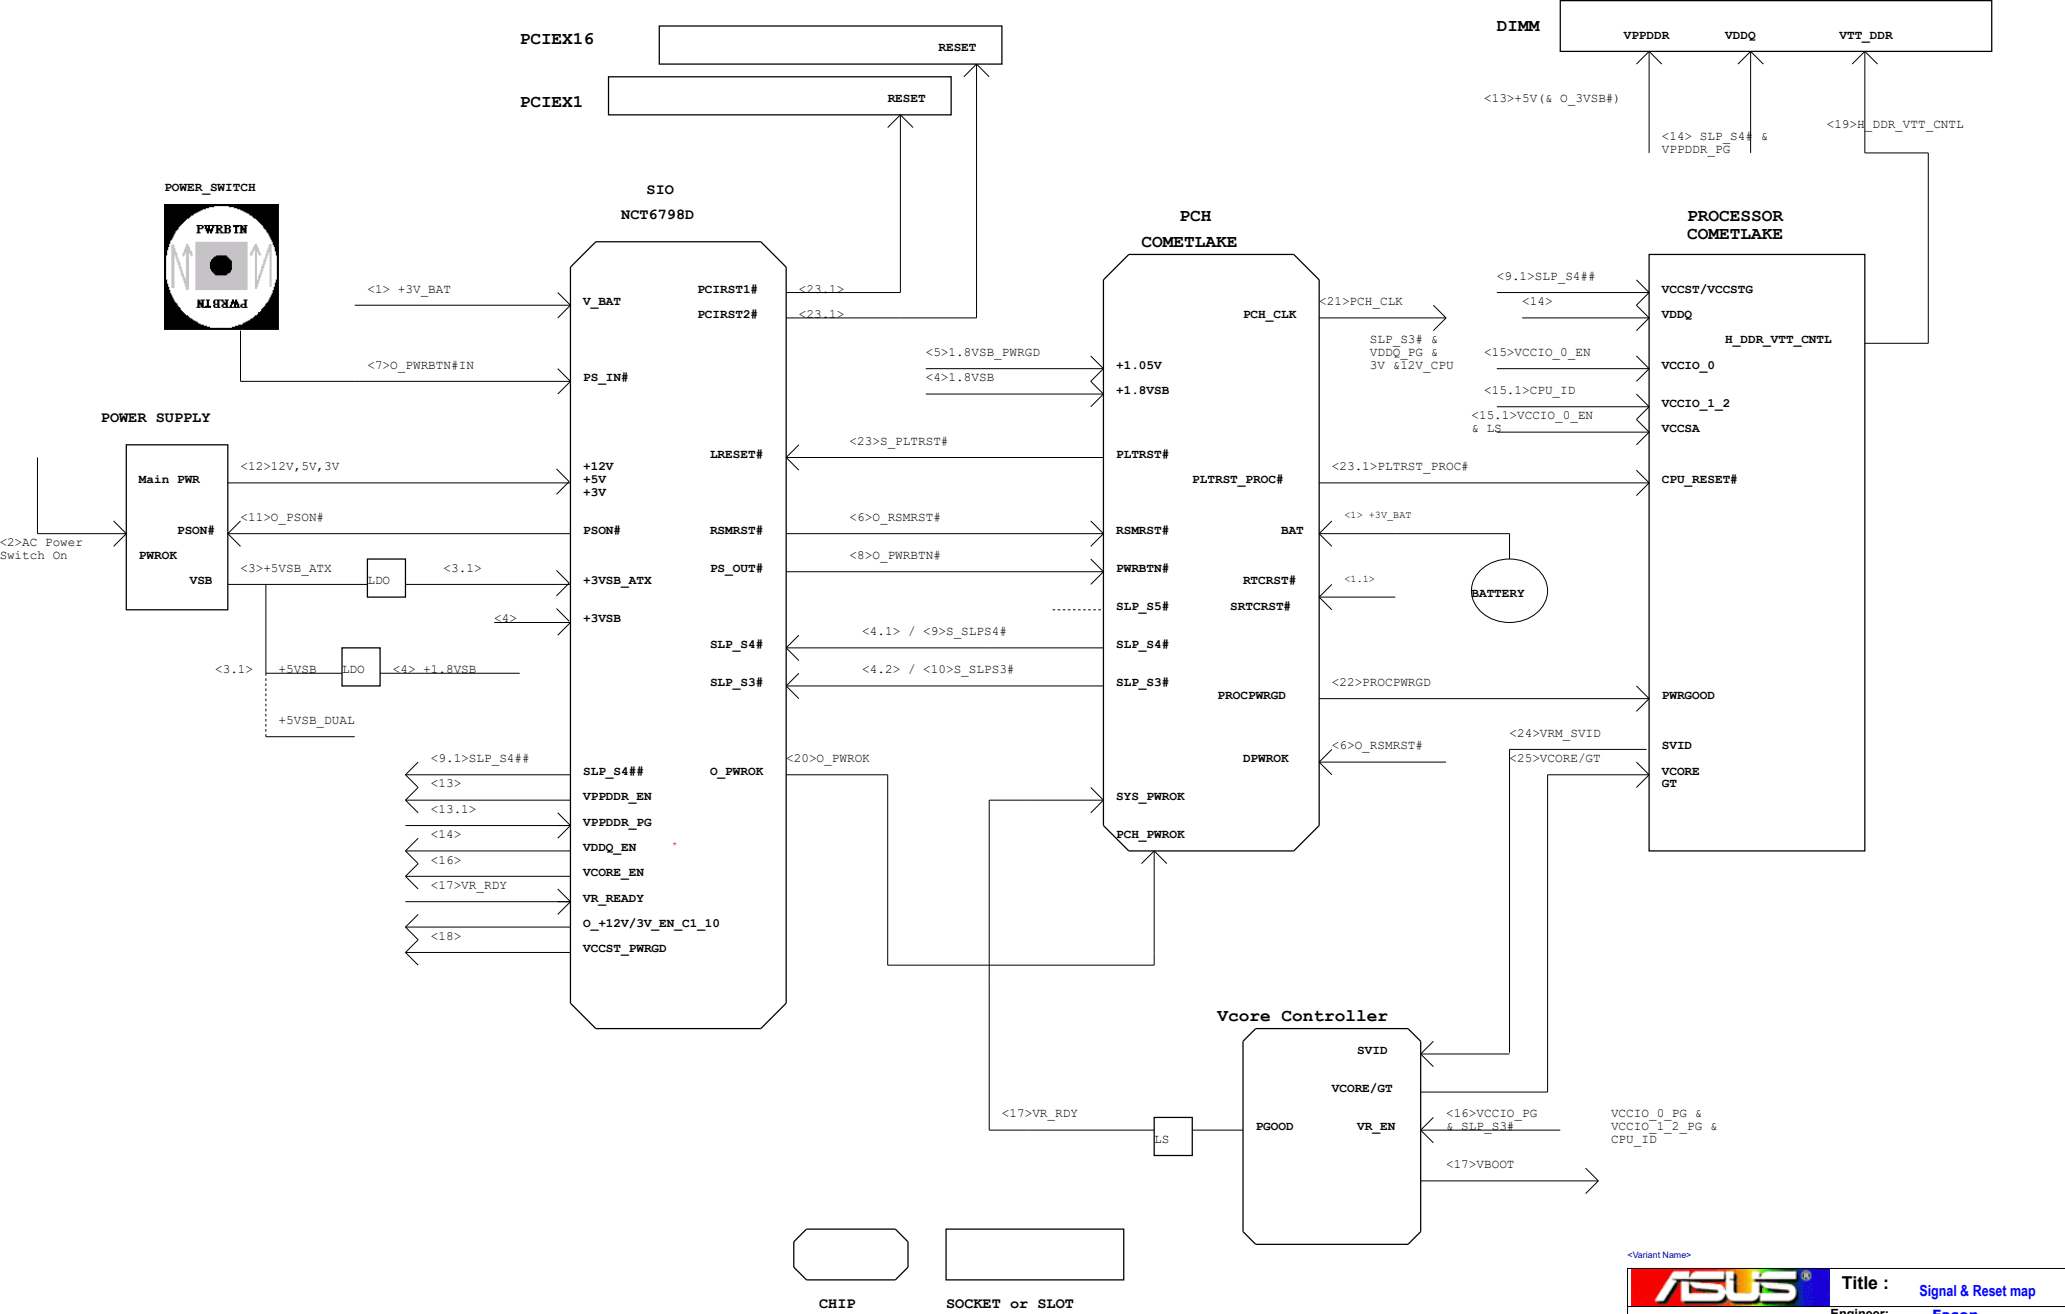 PCIEX16
RESET
PCIEX1
RESET
DIMM
VPPDDR
VDDQ
VTT_DDR
<13>+5V(& O_3VSB#)
<14> SLP_S4# &
VPPDDR_PG
<19>H_DDR_VTT_CNTL
POWER_SWITCH
PWRBTN
PWRBTN
SIO
NCT6798D
PCH
COMETLAKE
PROCESSOR
COMETLAKE
<1> +3V_BAT
V_BAT
<7>O_PWRBTN#IN
PS_IN#
POWER SUPPLY
Main PWR
<12>12V,5V,3V
+12V
+5V
+3V
PSON#
<11>O_PSON#
PSON#
<2>AC Power
Switch On
PWROK
VSB
<3>+5VSB_ATX
LDO
<3.1>
+3VSB_ATX
<4>
+3VSB
<3.1>
+5VSB
LDO
<4> +1.8VSB
+5VSB_DUAL
<9.1>SLP_S4##
SLP_S4##
<13>
VPPDDR_EN
<13.1>
VPPDDR_PG
<14>
VDDQ_EN
*
<16>
VCORE_EN
<17>VR_RDY
VR_READY
O_+12V/3V_EN_C1_10
<18>
VCCST_PWRGD
PCIRST1#
<23.1>
PCIRST2#
<23.1>
LRESET#
<23>S_PLTRST#
PLTRST#
RSMRST#
<6>O_RSMRST#
RSMRST#
PS_OUT#
<8>O_PWRBTN#
PWRBTN#
SLP_S5#
SLP_S4#
<4.1> / <9>S_SLPS4#
SLP_S4#
SLP_S3#
<4.2> / <10>S_SLPS3#
SLP_S3#
O_PWROK
<20>O_PWROK
<5>1.8VSB_PWRGD
+1.05V
<4>1.8VSB
+1.8VSB
SYS_PWROK
PCH_PWROK
PCH_CLK
<21>PCH_CLK
SLP_S3# &
VDDQ_PG &
3V &12V_CPU
PLTRST_PROC#
<23.1>PLTRST_PROC#
CPU_RESET#
BAT
<1> +3V_BAT
BATTERY
RTCRST#
<1.1>
SRTCRST#
PROCPWRGD
<22>PROCPWRGD
PWRGOOD
DPWROK
<6>O_RSMRST#
<9.1>SLP_S4##
VCCST/VCCSTG
<14>
VDDQ
H_DDR_VTT_CNTL
<15>VCCIO_0_EN
VCCIO_0
<15.1>CPU_ID
VCCIO_1_2
<15.1>VCCIO_0_EN
& LS
VCCSA
<24>VRM_SVID
SVID
<25>VCORE/GT
VCORE
GT
Vcore Controller
SVID
VCORE/GT
<17>VR_RDY
LS
PGOOD
VR_EN
<16>VCCIO_PG
& SLP_S3#
VCCIO_0_PG &
VCCIO_1_2_PG &
CPU_ID
<17>VBOOT
CHIP
SOCKET or SLOT
<Variant Name>
ASUS®
Title :
Signal & Reset map
Engineer: